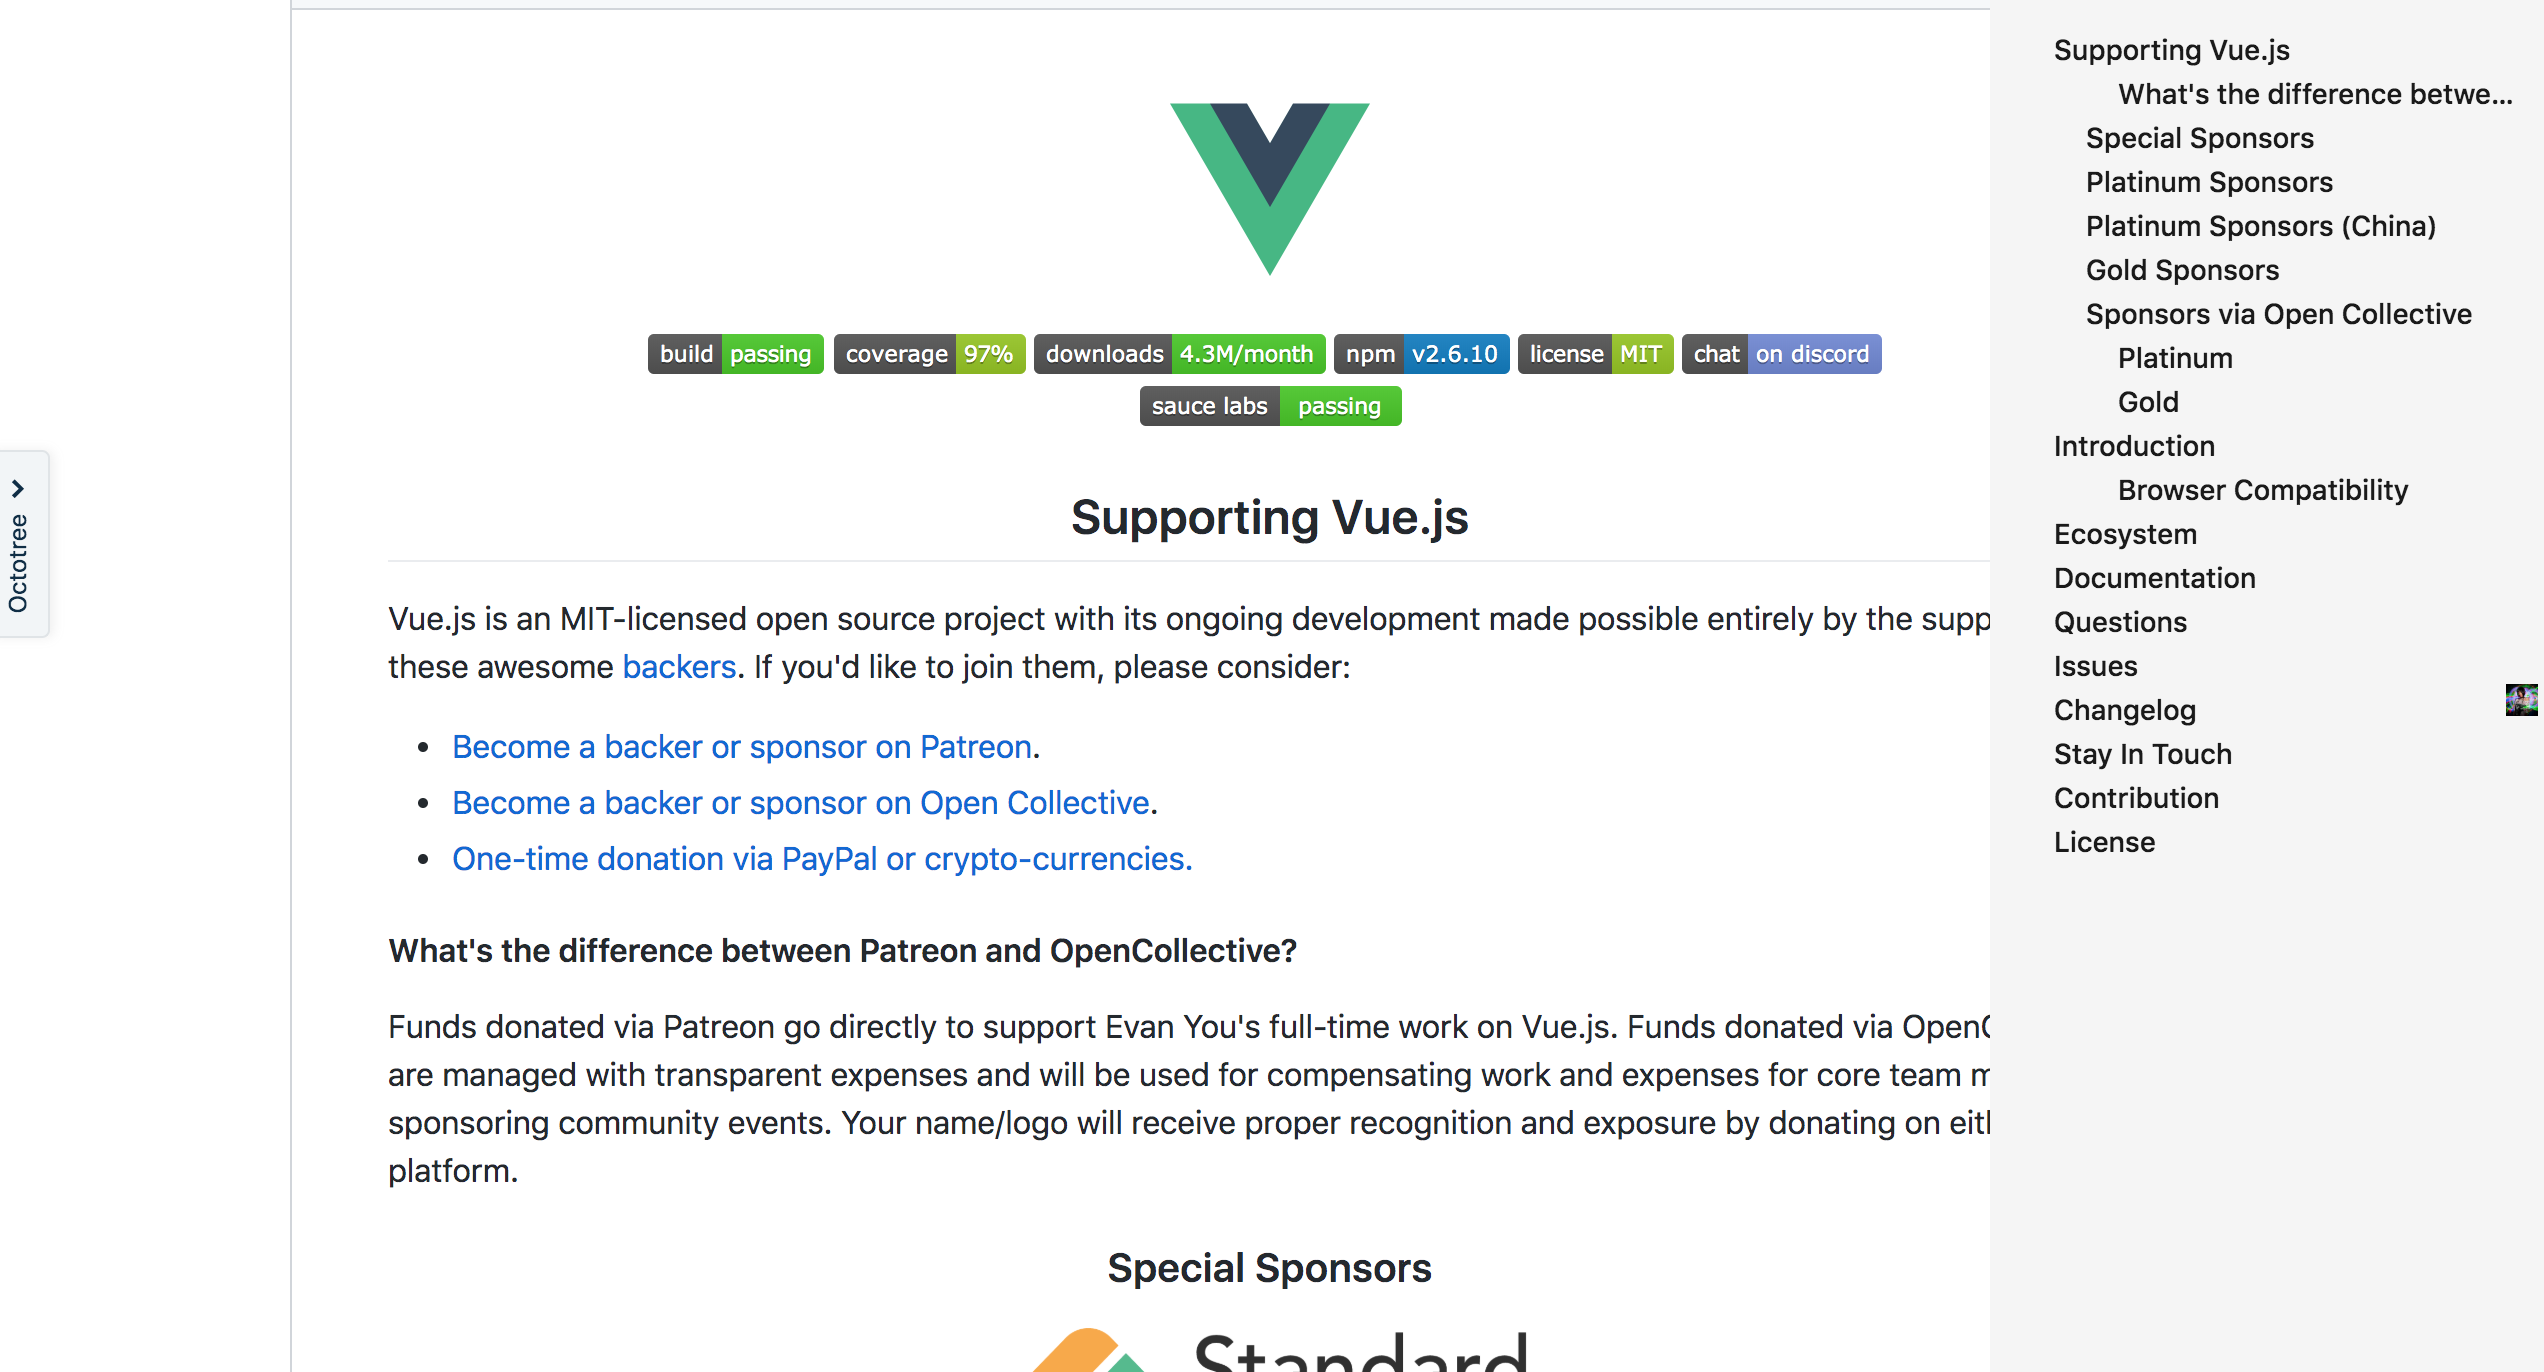 build passing coverage 97% downloads 4.3M/month npm v2.6.10 license MIT chat on discord
sauce labs passing
Supporting Vue.js
Vue.js is an MIT-licensed open source project with its ongoing development made possible entirely by the supp
these awesome backers. If you'd like to join them, please consider:
Become a backer or sponsor on Patreon.
Become a backer or sponsor on Open Collective.
One-time donation via PayPal or crypto-currencies.
What's the difference between Patreon and OpenCollective?
Funds donated via Patreon go directly to support Evan You's full-time work on Vue.js. Funds donated via Open
are managed with transparent expenses and will be used for compensating work and expenses for core team m
sponsoring community events. Your name/logo will receive proper recognition and exposure by donating on eit
platform.
Special Sponsors
Standard
Octotree
Supporting Vue.js
What's the difference betwe...
Special Sponsors
Platinum Sponsors
Platinum Sponsors (China)
Gold Sponsors
Sponsors via Open Collective
Platinum
Gold
Introduction
Browser Compatibility
Ecosystem
Documentation
Questions
Issues
Changelog
Stay In Touch
Contribution
License